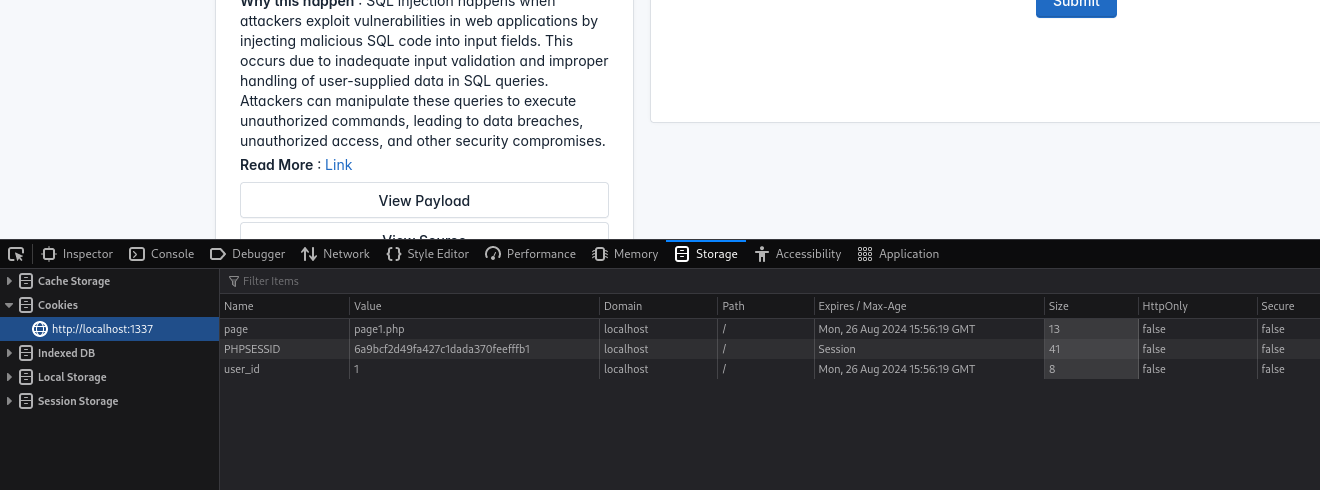 Why this happen : SQL injection happens when
attackers exploit vulnerabilities in web applications by
injecting malicious SQL code into input fields. This
occurs due to inadequate input validation and improper
handling of user-supplied data in SQL queries.
Attackers can manipulate these queries to execute
unauthorized commands, leading to data breaches,
unauthorized access, and other security compromises.
Read More : Link
View Payload
View Source
Submit
Inspector Console Debugger Network Style Editor Performance Memory Storage Accessibility Application
Cache Storage
Cookies
http://localhost:1337
Indexed DB
Local Storage
Session Storage
Filter Items
Name Value Domain Path Expires / Max-Age Size HttpOnly Secure
page page1.php localhost / Mon, 26 Aug 2024 15:56:19 GMT 13 false false
PHPSESSID 6a9bcf2d49fa427c1dada370feefffb1 localhost / Session 41 false false
user_id 1 localhost / Mon, 26 Aug 2024 15:56:19 GMT 8 false false